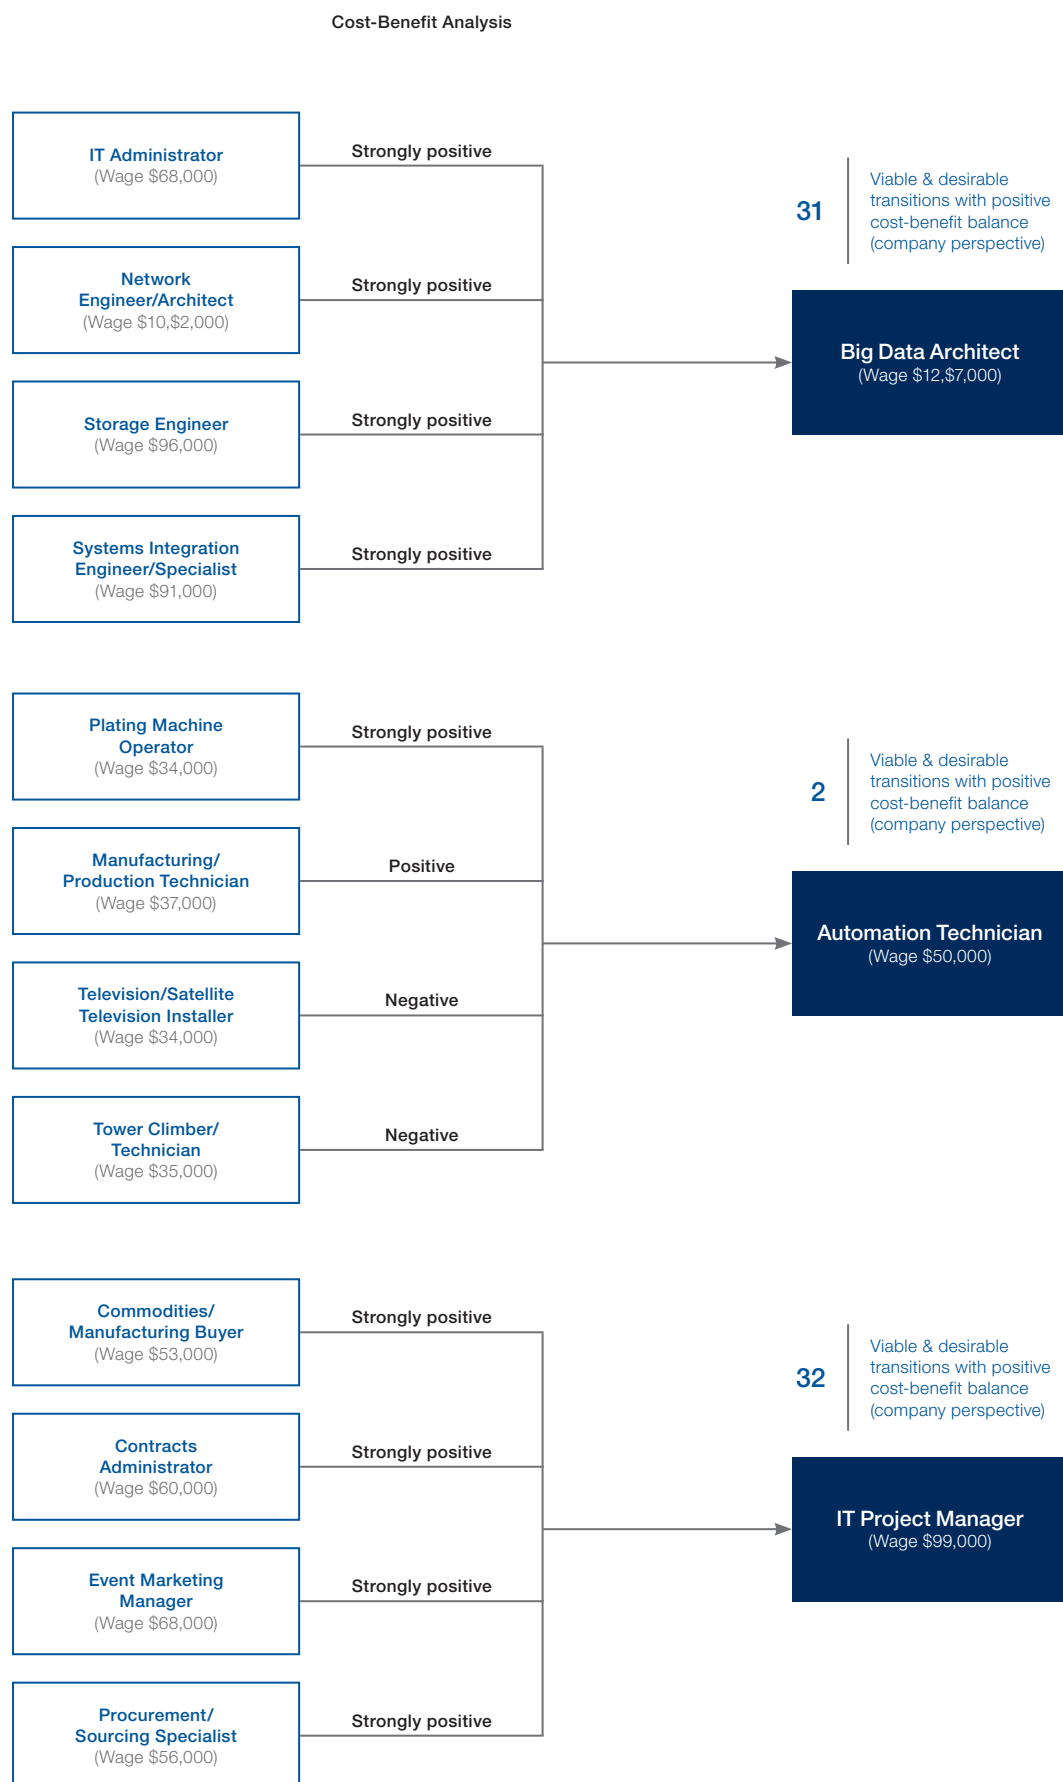 Cost-Benefit Analysis
IT Administrator
(Wage $68,000)
Strongly positive
Network
Engineer/Architect
(Wage $10,$2,000)
Strongly positive
Storage Engineer
(Wage $96,000)
Strongly positive
Systems Integration
Engineer/Specialist
(Wage $91,000)
Strongly positive
31
Viable & desirable
transitions with positive
cost-benefit balance
(company perspective)
Big Data Architect
(Wage $12,$7,000)
Plating Machine
Operator
(Wage $34,000)
Strongly positive
Manufacturing/
Production Technician
(Wage $37,000)
Positive
Television/Satellite
Television Installer
(Wage $34,000)
Negative
Tower Climber/
Technician
(Wage $35,000)
Negative
2
Viable & desirable
transitions with positive
cost-benefit balance
(company perspective)
Automation Technician
(Wage $50,000)
Commodities/
Manufacturing Buyer
(Wage $53,000)
Strongly positive
Contracts
Administrator
(Wage $60,000)
Strongly positive
Event Marketing
Manager
(Wage $68,000)
Strongly positive
Procurement/
Sourcing Specialist
(Wage $56,000)
Strongly positive
32
Viable & desirable
transitions with positive
cost-benefit balance
(company perspective)
IT Project Manager
(Wage $99,000)